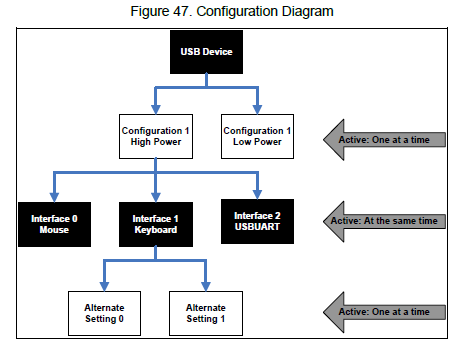 Figure 47. Configuration Diagram
USB Device
Configuration 1
High Power
Configuration 1
Low Power
Active: One at a time
Interface 0
Mouse
Interface 1
Keyboard
Interface 2
USBUART
Active: At the same time
Alternate
Setting 0
Alternate
Setting 1
Active: One at a time